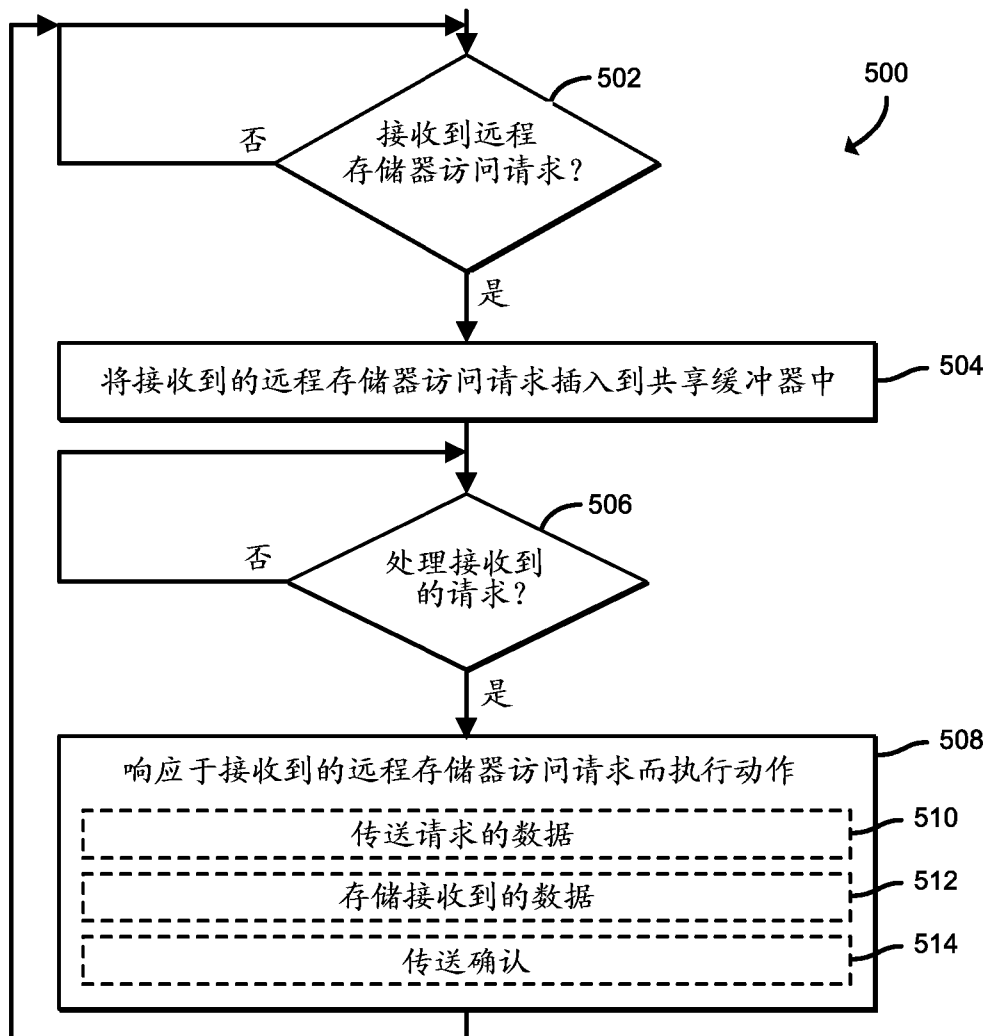 502
500
接收到远程
存储器访问请求？
否
是
将接收到的远程存储器访问请求插入到共享缓冲器中
504
506
处理接收到
的请求？
否
是
508
响应于接收到的远程存储器访问请求而执行动作
传送请求的数据
510
存储接收到的数据
512
传送确认
514